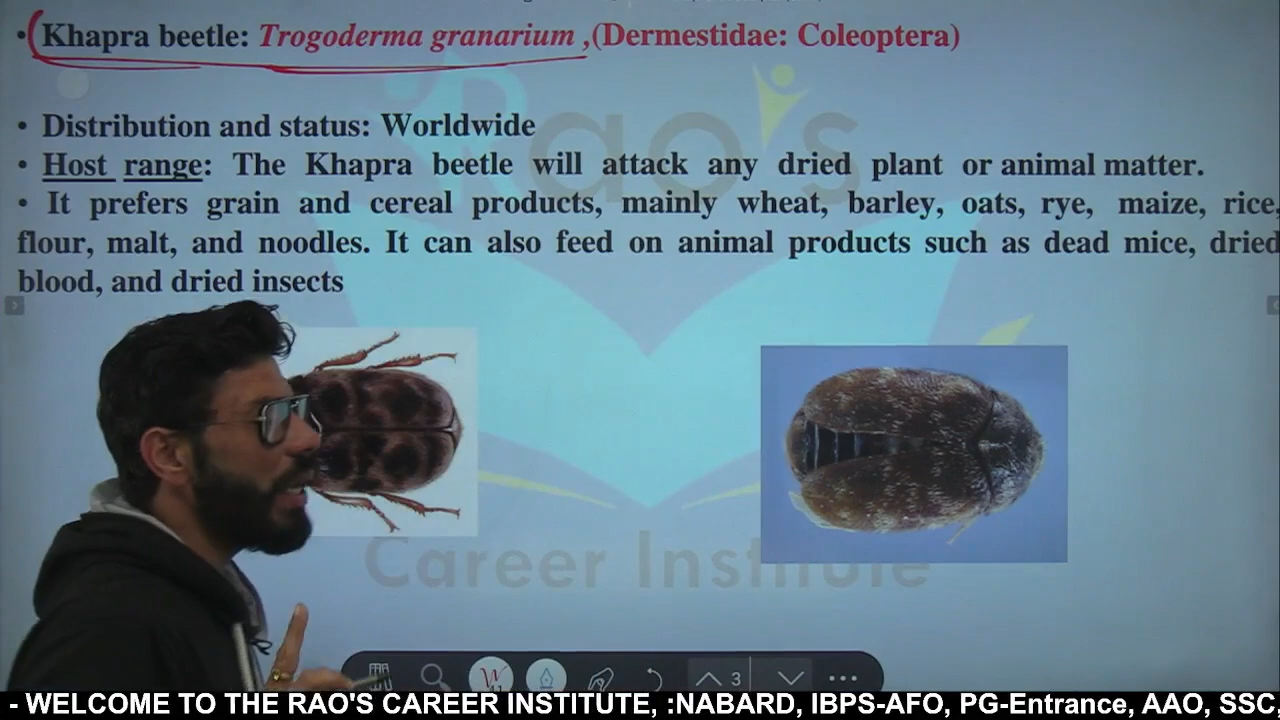 • Khapra beetle: Trogoderma granarium ,(Dermestidae: Coleoptera)
• Distribution and status: Worldwide
• Host range: The Khapra beetle will attack any dried plant or animal matter.
• It prefers grain and cereal products, mainly wheat, barley, oats, rye, maize, rice,
flour, malt, and noodles. It can also feed on animal products such as dead mice, dried
blood, and dried insects
Rao's
Career Institute
3
- WELCOME TO THE RAO'S CAREER INSTITUTE, :NABARD, IBPS-AFO, PG-Entrance, AAO, SSC,